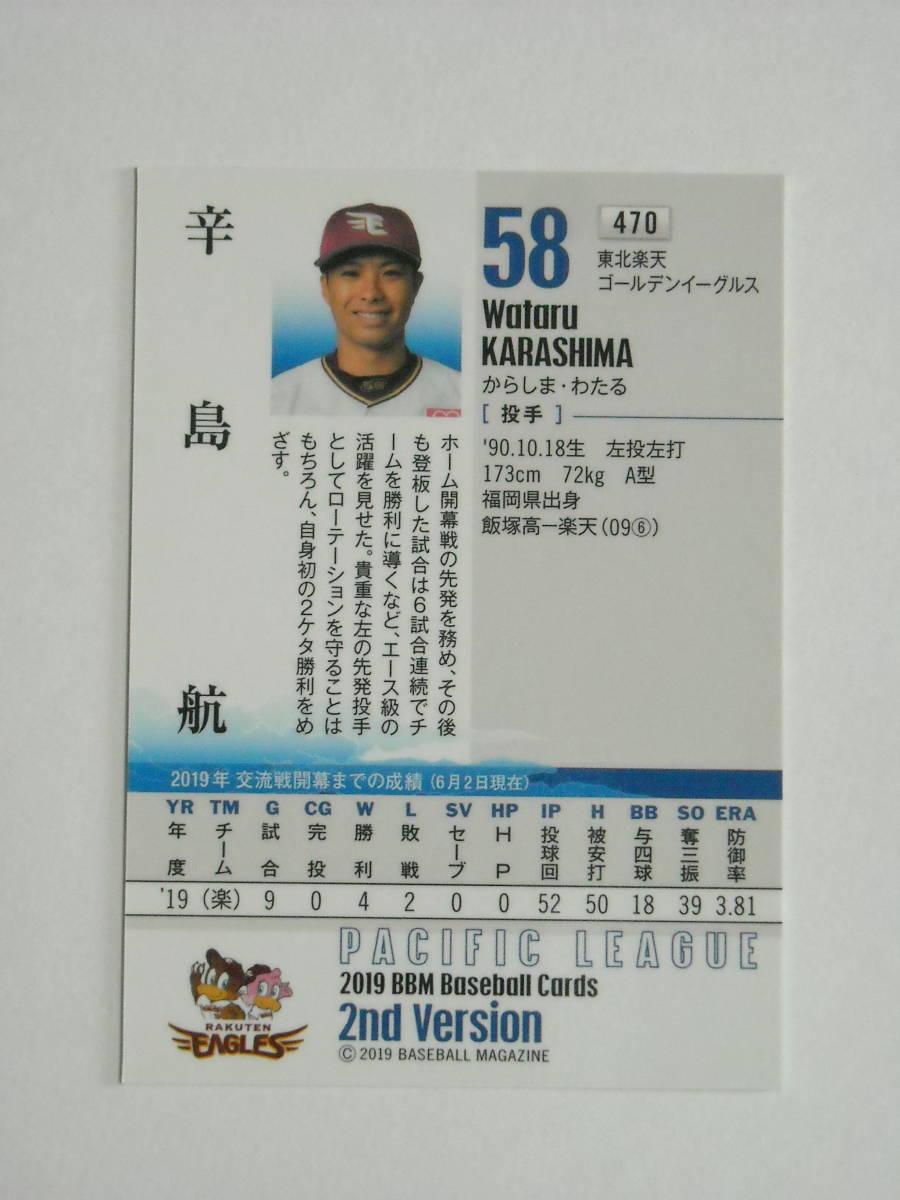 辛島 航
58
470
東北楽天
ゴールデンイーグルス
Wataru
KARASHIMA
からしま・わたる
[ 投手 ]
'90.10.18生 左投左打
173cm 72kg A型
福岡県出身
飯塚高ー楽天(09⑥)
ホーム開幕戦の先発を務め、その後
も登板した試合は6試合連続でチ
ームを勝利に導くなど、エース級の
活躍を見せた。貴重な左の先発投手
としてローテーションを守ることは
もちろん、自身初の2ケタ勝利をめ
ざす。
2019年 交流戦開幕までの成績 (6月2日現在)
YR TM G CG W L SV HP IP H BB SO ERA
年度 チーム 試合 完投 勝利 敗戦 セーブ HP 投球回 被安打 与四球 奪三振 防御率
'19 (楽) 9 0 4 2 0 0 52 50 18 39 3.81
PACIFIC LEAGUE
2019 BBM Baseball Cards
2nd Version
© 2019 BASEBALL MAGAZINE
RAKUTEN
EAGLES